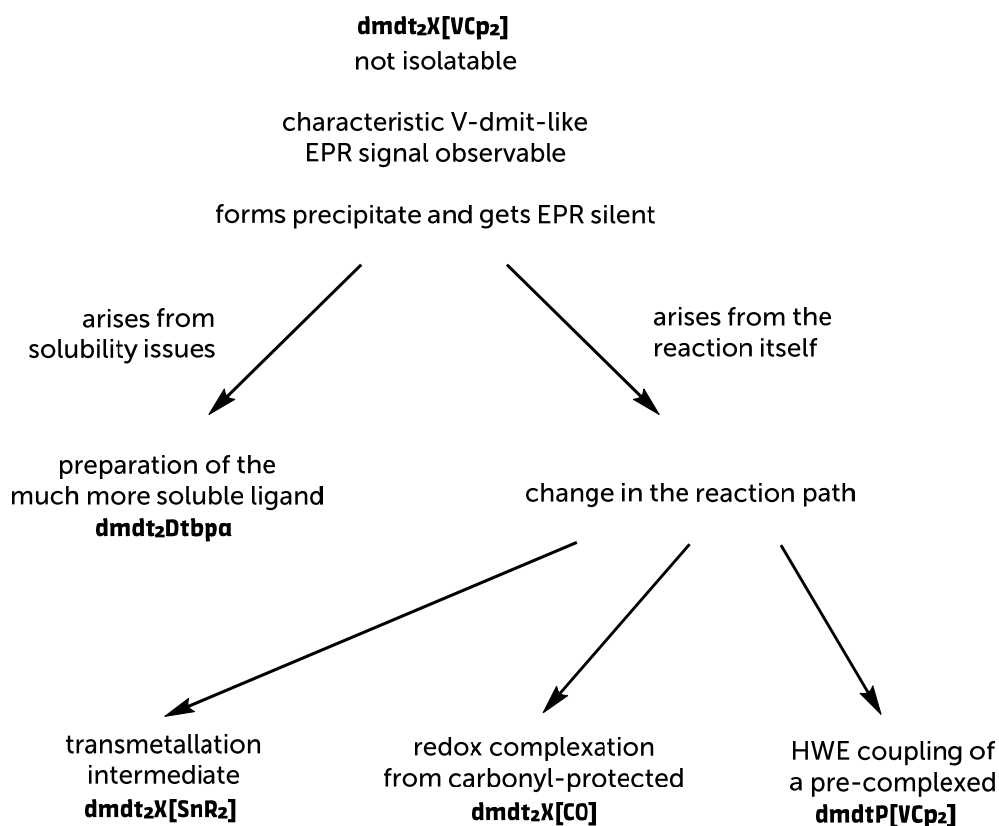 dmdt₂X[VCp₂]
not isolatable
characteristic V-dmit-like
EPR signal observable
forms precipitate and gets EPR silent
arises from
solubility issues
arises from the
reaction itself
preparation of the
much more soluble ligand
dmdt₂Dtbpa
change in the reaction path
transmetallation
intermediate
dmdt₂X[SnR₂]
redox complexation
from carbonyl-protected
dmdt₂X[CO]
HWE coupling of
a pre-complexed
dmdtP[VCp₂]